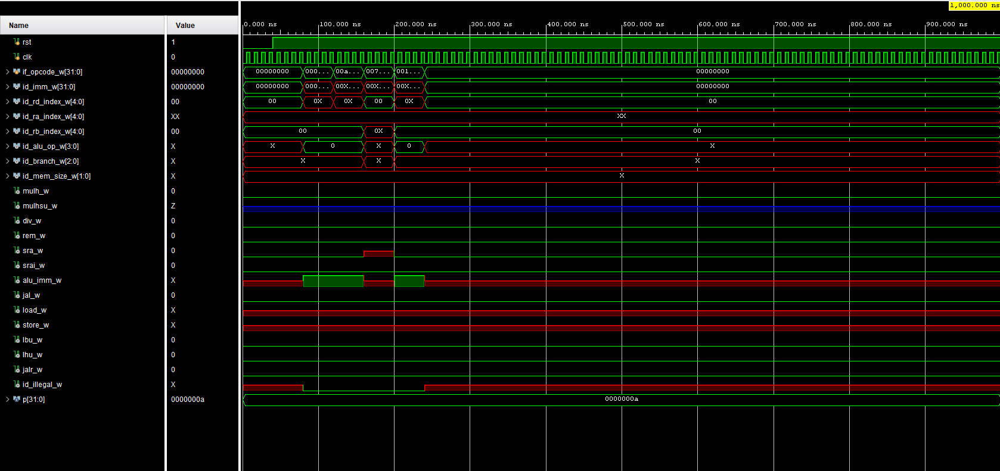 1,000.000 ns
Name Value
0.000 ns 100.000 ns 200.000 ns 300.000 ns 400.000 ns 500.000 ns 600.000 ns 700.000 ns 800.000 ns 900.000 ns
rst 1
clk 0
if_opcode_w[31:0] 00000000 00000000 000... 00a... 007... 001... 00000000
id_imm_w[31:0] 00000000 00000000 000... 00X... 00X... 00X... 00000000
id_rd_index_w[4:0] 00 00 0X 0X 00 0X 00
id_ra_index_w[4:0] XX XX
id_rb_index_w[4:0] 00 00 0X 00
id_alu_op_w[3:0] X X 0 X 0 X
id_branch_w[2:0] X X X X
id_mem_size_w[1:0] X X
mulh_w 0
mulhsu_w Z
div_w 0
rem_w 0
sra_w 0
srai_w 0
alu_imm_w X
jal_w 0
load_w X
store_w X
lbu_w 0
lhu_w 0
jalr_w 0
id_illegal_w X
p[31:0] 0000000a 0000000a